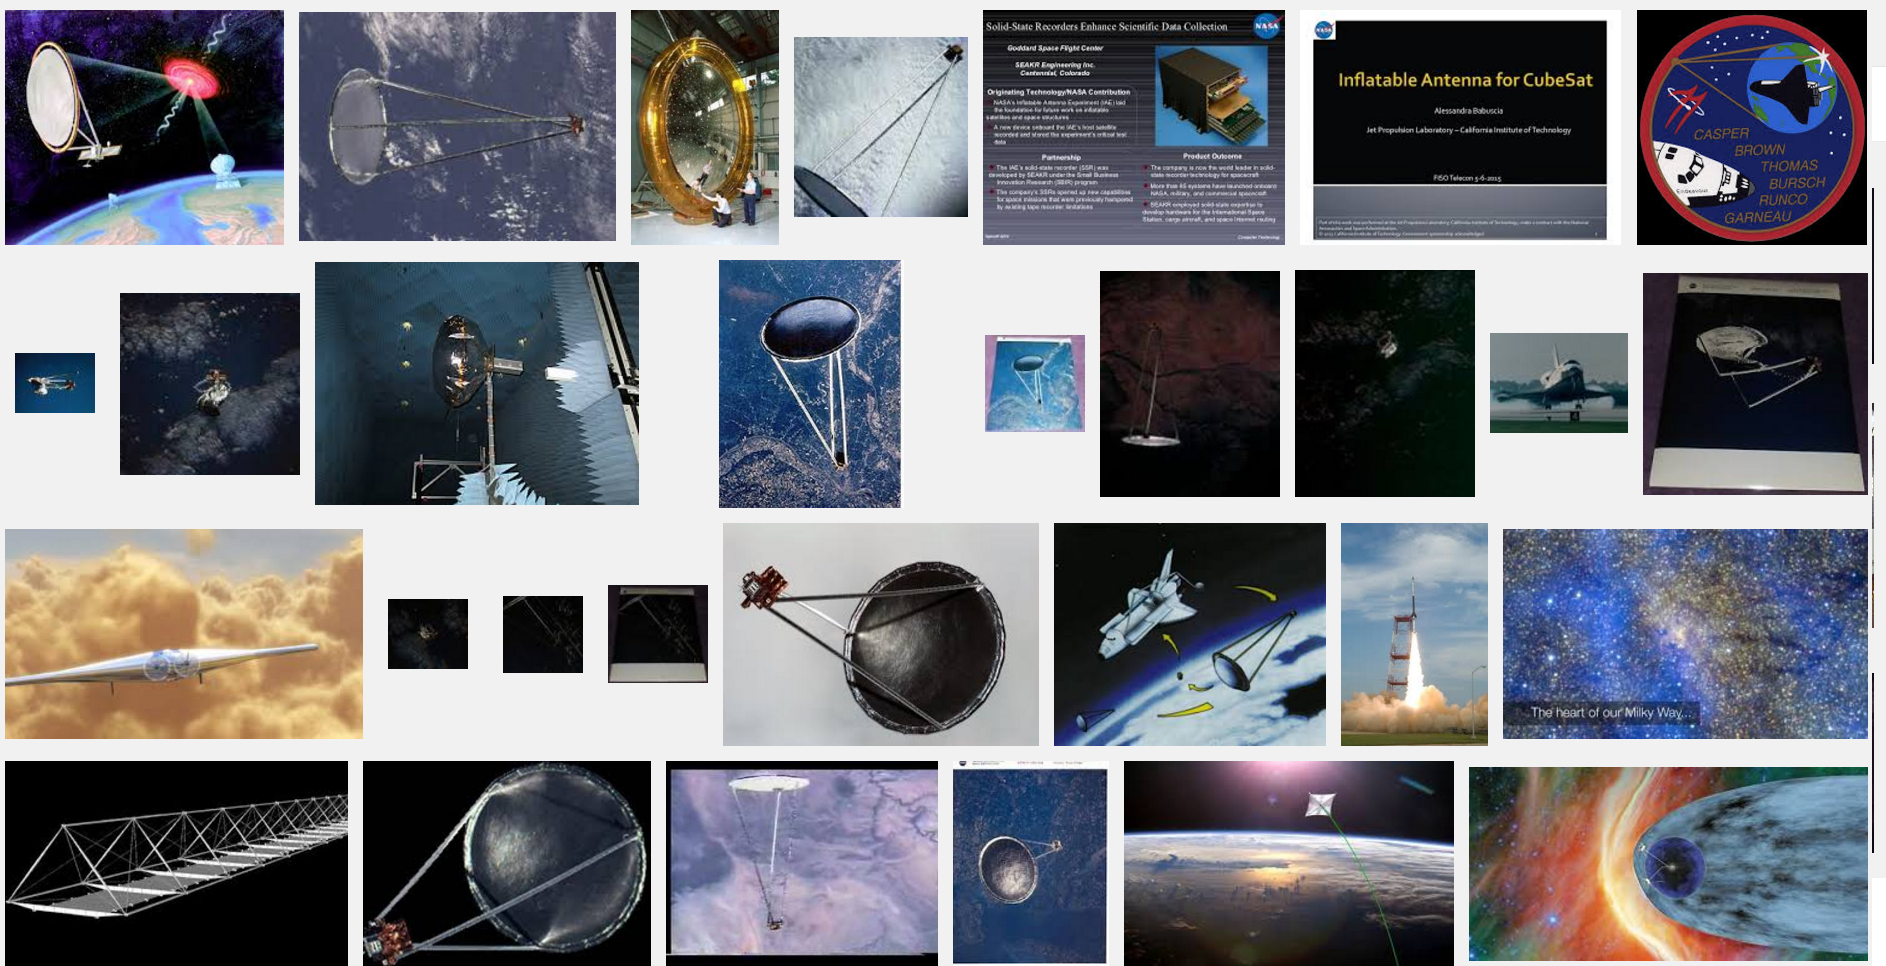 Solid-State Recorders Enhance Scientific Data Collection
NASA
Goddard Space Flight Center
SEAKR Engineering Inc.
Centennial, Colorado
Originating Technology/NASA Contribution
NASA's Inflatable Antenna Experiment (IAE) laid
the foundation for future work on inflatable
satellites and space structures
A new device onboard the IAE's host satellite
recorded and stored the experiment's critical test
data
Partnership
The IAE's solid-state recorder (SSR) was
developed by SEAKR under the Small Business
Innovation Research (SBIR) program
The company's SSRs opened up new capabilities
for space missions that were previously hampered
by existing tape recorder limitations
Product Outcome
The company is now the world leader in solid-
state recorder technology for spacecraft
More than 65 systems have launched onboard
NASA, military, and commercial spacecraft
SEAKR employed solid-state expertise to
develop hardware for the International Space
Station, cargo aircraft, and space Internet routing
Computer Technology
NASA
Inflatable Antenna for CubeSat
Alessandra Babuscia
Jet Propulsion Laboratory – California Institute of Technology
FISO Telecon 5-6-2015
CASPER
BROWN
THOMAS
BURSCH
RUNCO
GARNEAU
Endeavour
The heart of our Milky Way...